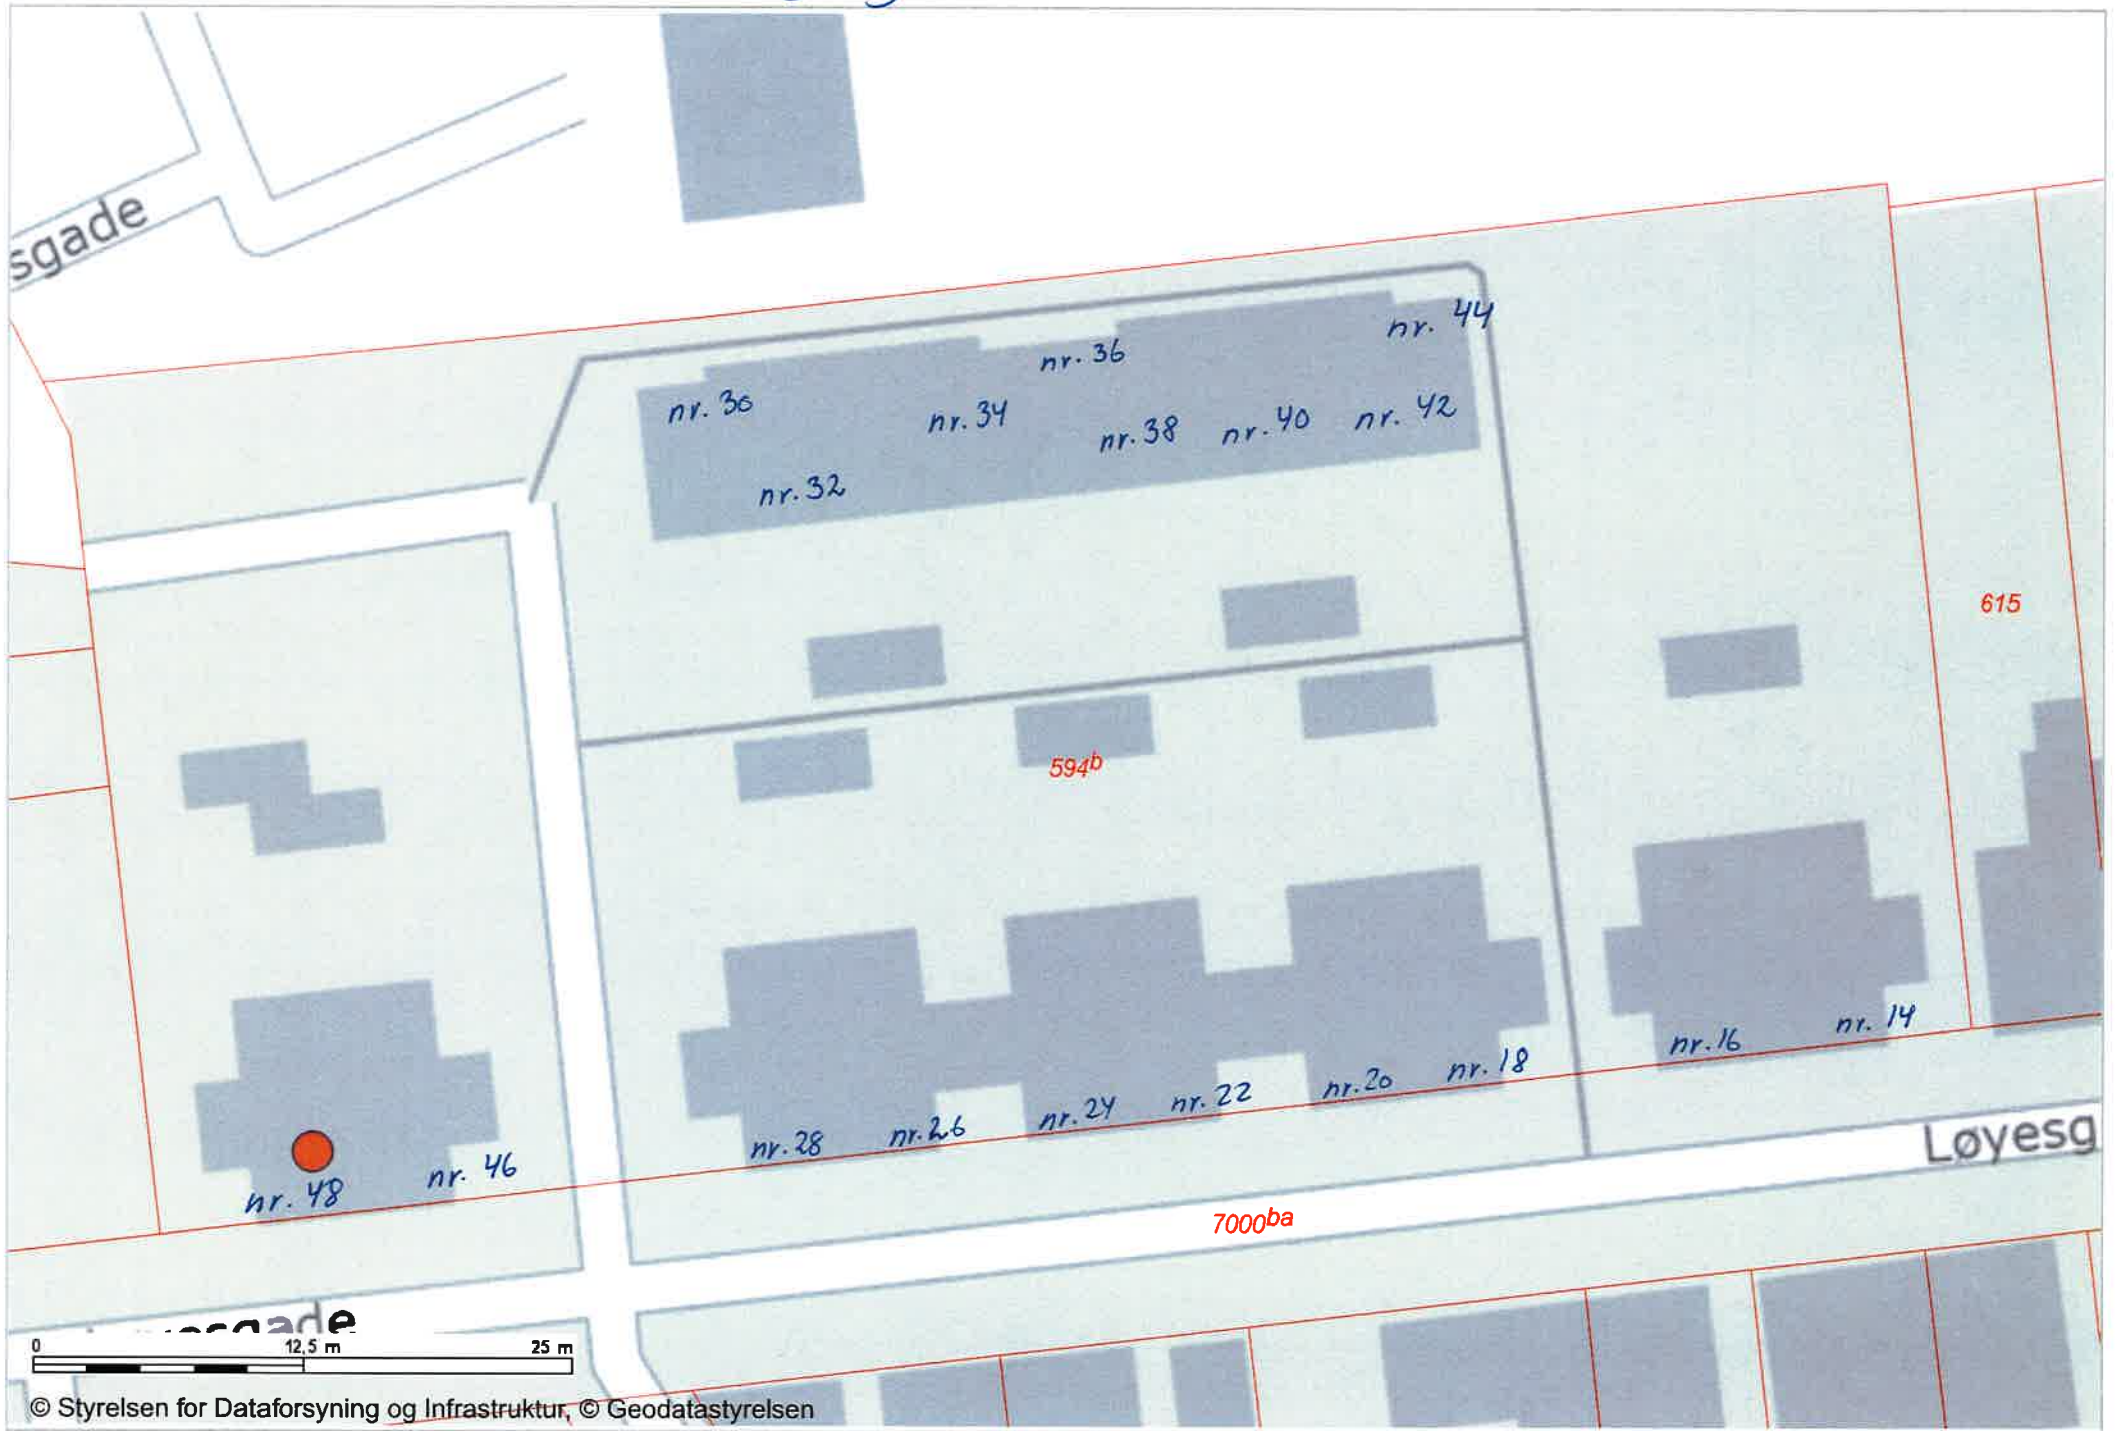 sgade
nr. 44
nr. 36
nr. 30
nr. 34
nr. 38
nr. 40
nr. 42
nr. 32
615
594b
nr. 14
nr. 16
nr. 18
nr. 20
nr. 22
nr. 24
nr. 26
nr. 28
Løyesg
nr. 46
nr. 48
7000ba
0 12,5 m 25 m
© Styrelsen for Dataforsyning og Infrastruktur, © Geodatastyrelsen